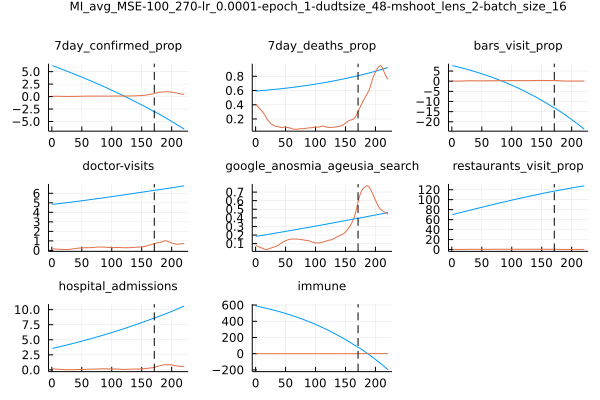 MI_avg_MSE-100_270-lr_0.0001-epoch_1-dudtsize_48-mshoot_lens_2-batch_size_16
7day_confirmed_prop 7day_deaths_prop bars_visit_prop
5.0 2.5 0.0 −2.5 −5.0
0 50 100 150 200
0.8 0.6 0.4 0.2
0 50 100 150 200
5 0 −5 −10 −15 −20
0 50 100 150 200
doctor-visits google_anosmia_ageusia_search restaurants_visit_prop
6 5 4 3 2 1 0
0 50 100 150 200
0.7 0.6 0.5 0.4 0.3 0.2 0.1
0 50 100 150 200
120 100 80 60 40 20 0
0 50 100 150 200
hospital_admissions immune
10.0 7.5 5.0 2.5 0.0
0 50 100 150 200
600 400 200 0 −200
0 50 100 150 200